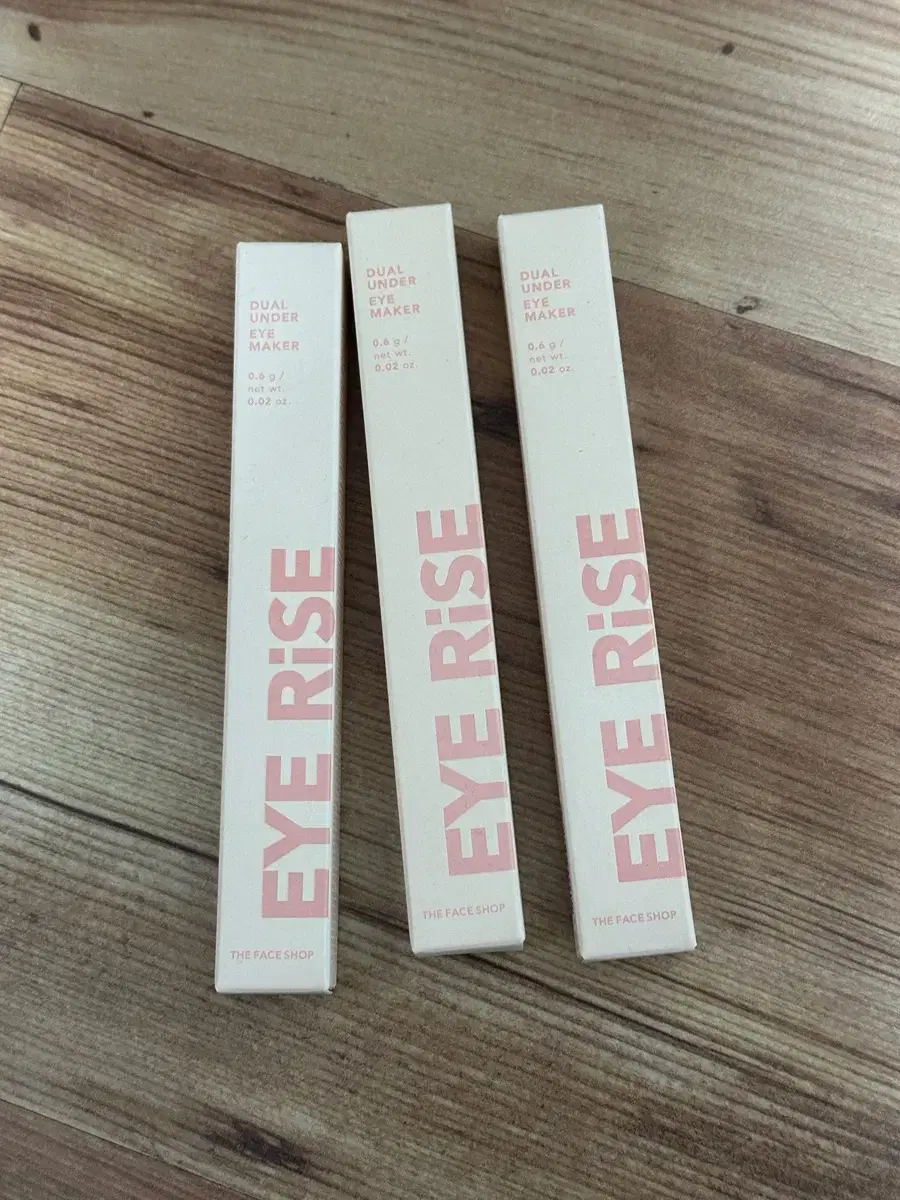 DUAL
UNDER
EYE
MAKER
0.6 g /
net wt.
0.02 oz.
EYE RiSE
THE FACE SHOP
DUAL
UNDER
EYE
MAKER
0.6 g /
net wt.
0.02 oz.
EYE RiSE
THE FACE SHOP
DUAL
UNDER
EYE
MAKER
0.6 g /
net wt.
0.02 oz.
EYE RiSE
THE FACE SHOP